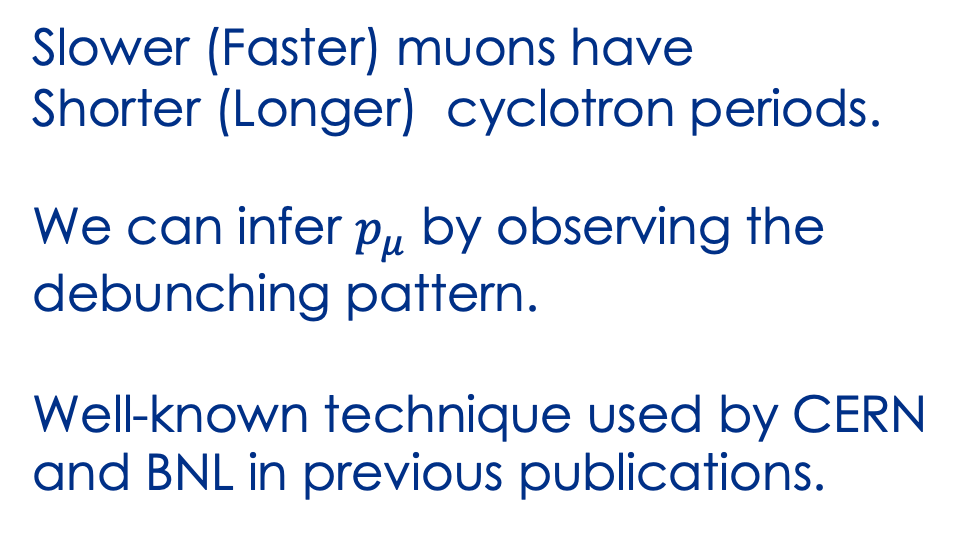 Slower (Faster) muons have
Shorter (Longer) cyclotron periods.
We can infer p_μ by observing the
debunching pattern.
Well-known technique used by CERN
and BNL in previous publications.